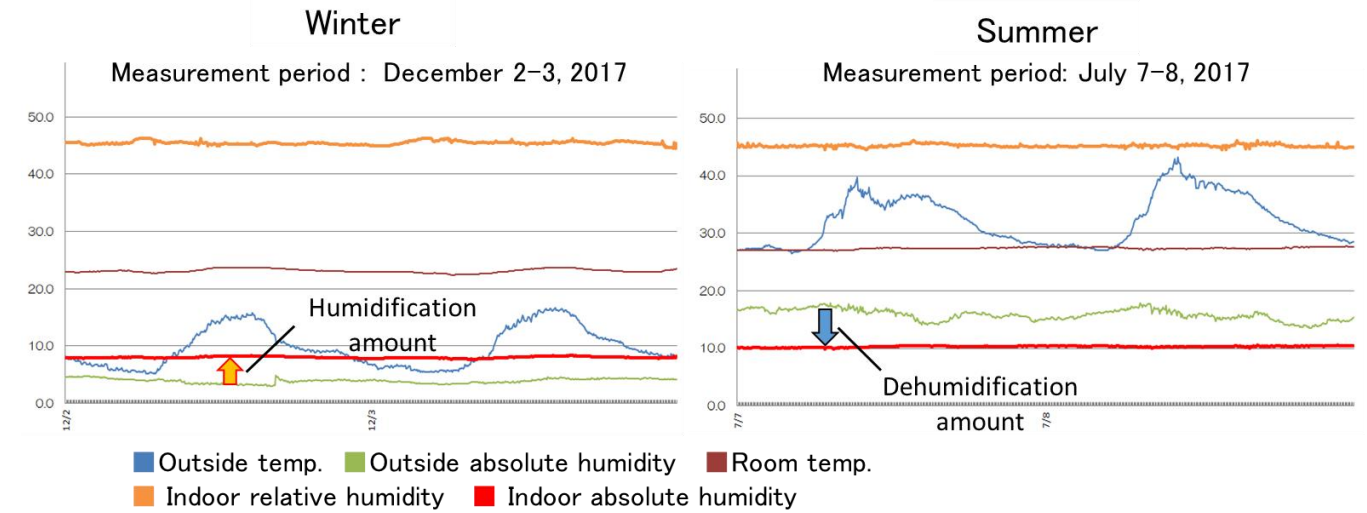 Winter
Measurement period : December 2-3, 2017
50.0
40.0
30.0
20.0
10.0
0.0
12/2
12/3
Humidification
amount
Summer
Measurement period: July 7-8, 2017
50.0
40.0
30.0
20.0
10.0
0.0
7/7
7/8
Dehumidification
amount
Outside temp. Outside absolute humidity Room temp.
Indoor relative humidity Indoor absolute humidity